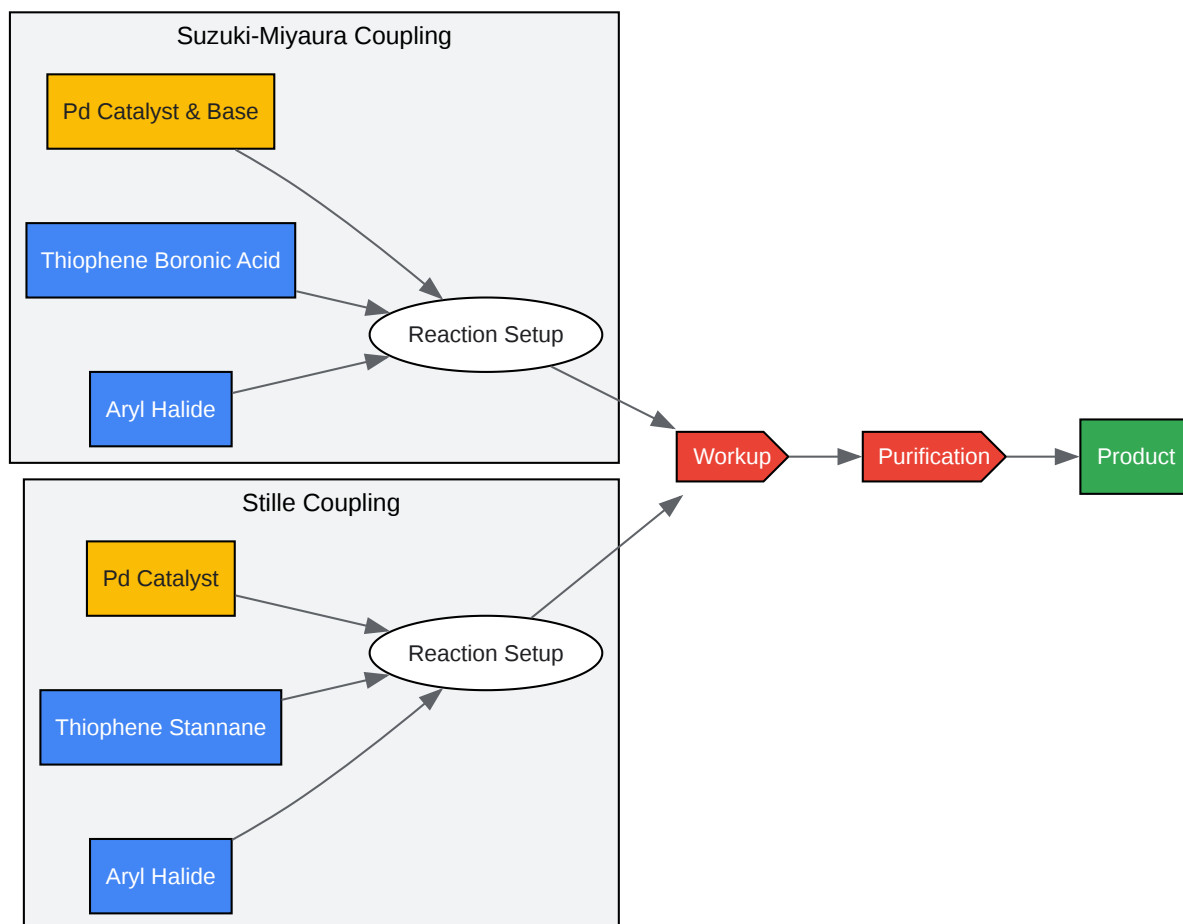 Suzuki-Miyaura Coupling
Pd Catalyst & Base
Thiophene Boronic Acid
Reaction Setup
Aryl Halide
Stille Coupling
Pd Catalyst
Reaction Setup
Thiophene Stannane
Aryl Halide
Workup
Purification
Product